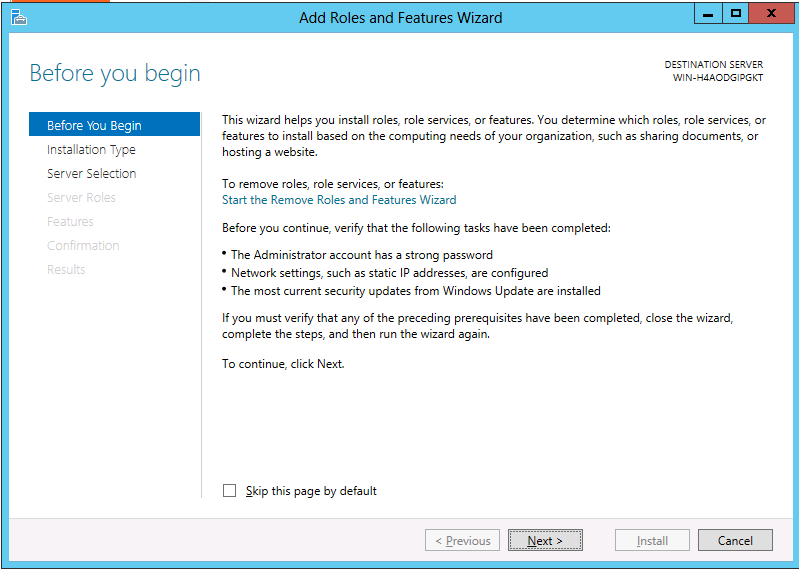 Add Roles and Features Wizard
Before you begin
DESTINATION SERVER
WIN-H4AODGIPGKT
Before You Begin
Installation Type
Server Selection
Server Roles
Features
Confirmation
Results
This wizard helps you install roles, role services, or features. You determine which roles, role services, or
features to install based on the computing needs of your organization, such as sharing documents, or
hosting a website.
To remove roles, role services, or features:
Start the Remove Roles and Features Wizard
Before you continue, verify that the following tasks have been completed:
• The Administrator account has a strong password
• Network settings, such as static IP addresses, are configured
• The most current security updates from Windows Update are installed
If you must verify that any of the preceding prerequisites have been completed, close the wizard,
complete the steps, and then run the wizard again.
To continue, click Next.
Skip this page by default
< Previous
Next >
Install
Cancel